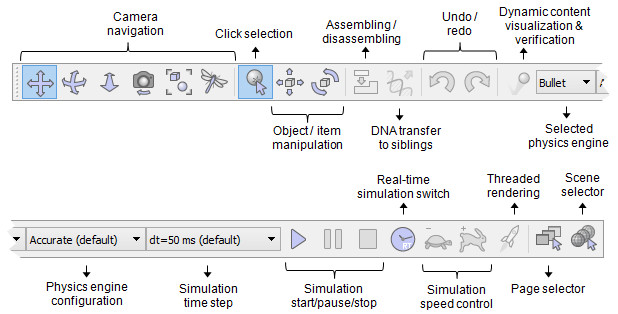 Camera
navigation
Click selection
Assembling /
disassembling
Undo /
redo
Dynamic content
visualization &
verification
Bullet
Object / item
manipulation
DNA transfer
to siblings
Selected
physics engine
Real-time
simulation switch
Threaded
rendering
Scene
selector
Accurate (default)
dt=50 ms (default)
Physics engine
configuration
Simulation
time step
Simulation
start/pause/stop
Simulation
speed control
Page selector